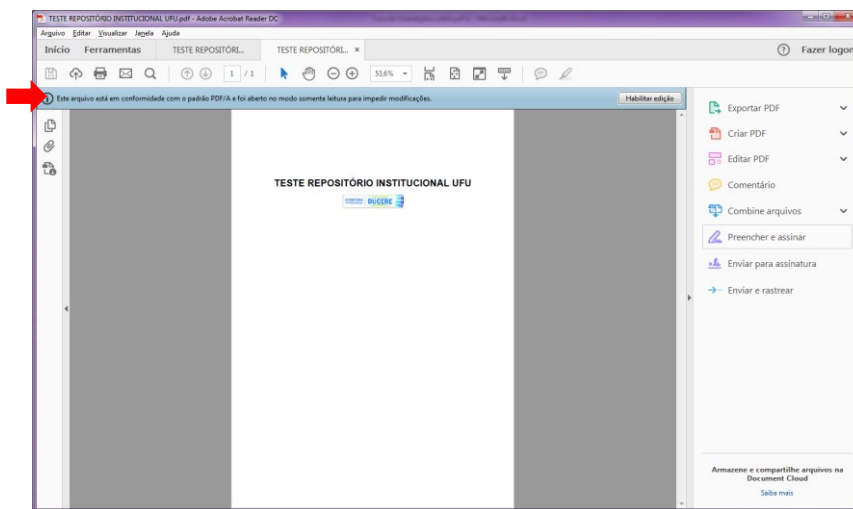 TESTE REPOSITÓRIO INSTITUCIONAL UFU.pdf - Adobe Acrobat Reader DC
Arquivo Editar Visualizar Janela Ajuda
Início Ferramentas TESTE REPOSITÓRI... TESTE REPOSITÓRI... × Fazer logon
1 / 1 53,6%
Este arquivo está em conformidade com o padrão PDF/A e foi aberto no modo somente leitura para impedir modificações. Habilitar edição
TESTE REPOSITÓRIO INSTITUCIONAL UFU
DUCERE
Exportar PDF
Criar PDF
Editar PDF
Comentário
Combine arquivos
Preencher e assinar
Enviar para assinatura
Enviar e rastrear
Armazene e compartilhe arquivos na
Document Cloud
Saiba mais